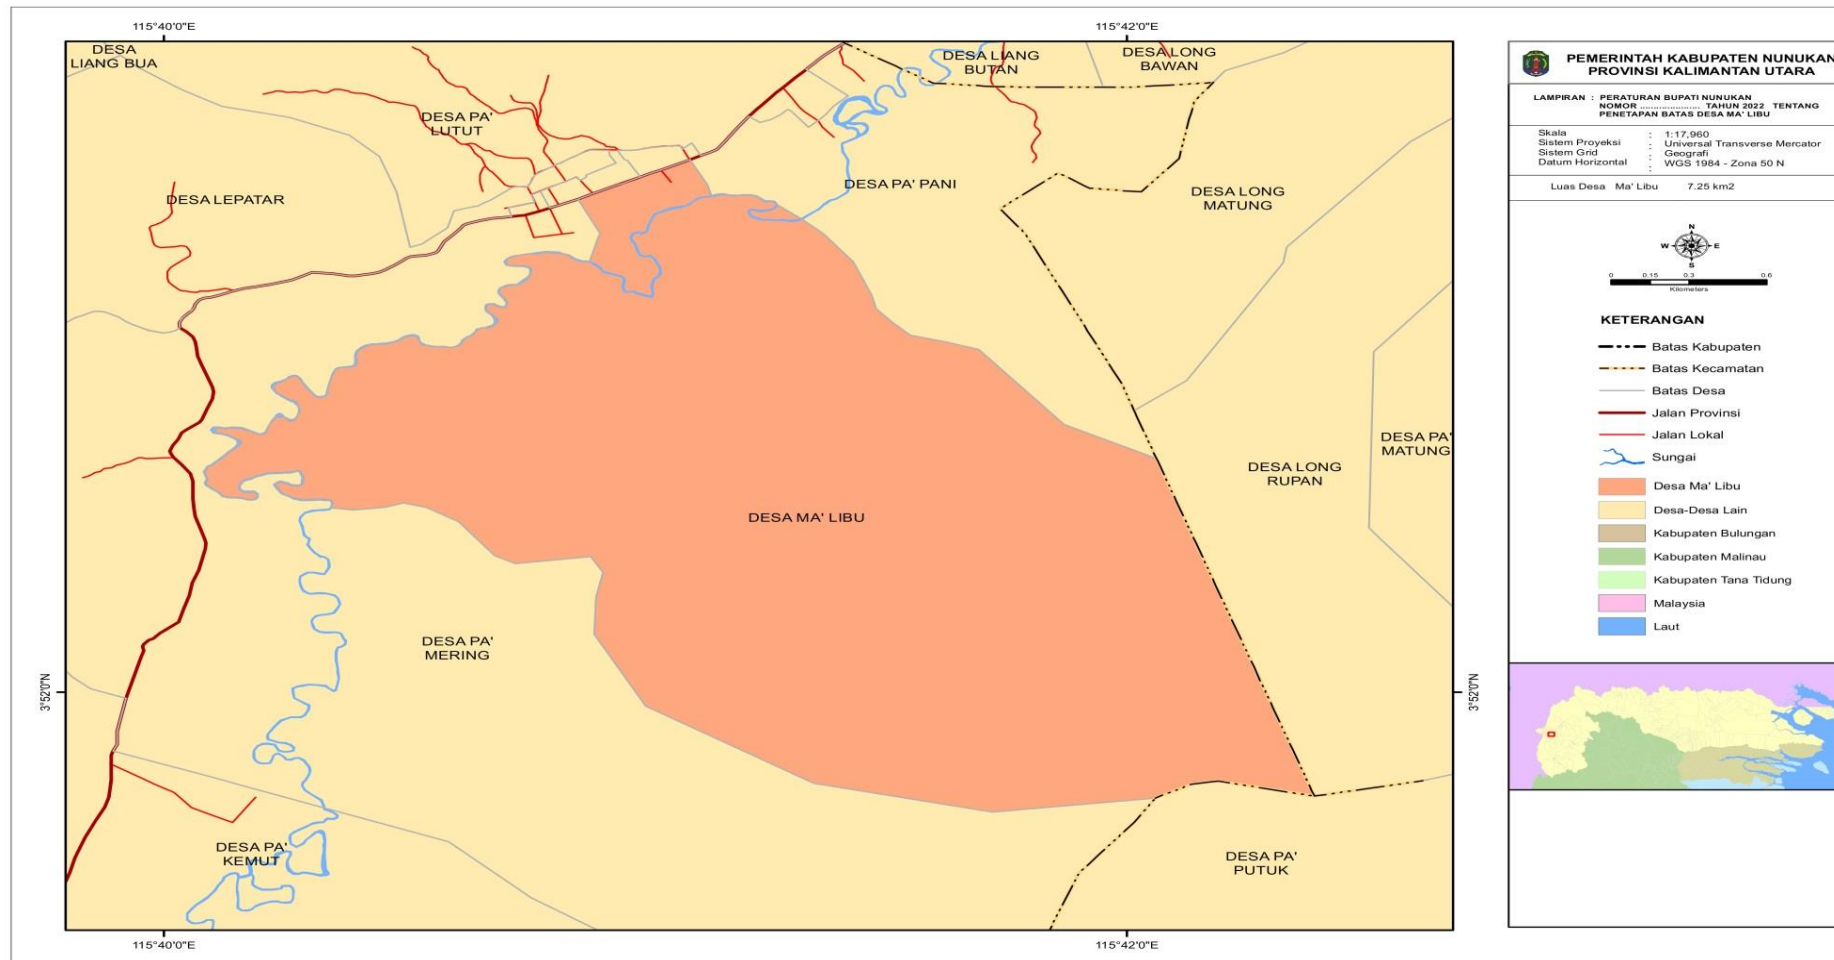 115°40'0"E
115°42'0"E
DESA
LIANG BUA
DESA LIANG
BUTAN
DESA LONG
BAWAN
DESA PA'
LUTUT
DESA LEPATAR
DESA PA' PANI
DESA LONG
MATUNG
DESA PA'
MATUNG
DESA LONG
RUPAN
DESA MA' LIBU
DESA PA'
MERING
3°52'0"N
3°52'0"N
DESA PA'
KEMUT
DESA PA'
PUTUK
115°40'0"E
115°42'0"E
PEMERINTAH KABUPATEN NUNUKAN
PROVINSI KALIMANTAN UTARA
LAMPIRAN : PERATURAN BUPATI NUNUKAN
NOMOR ..................... TAHUN 2022 TENTANG
PENETAPAN BATAS DESA MA' LIBU
Skala : 1:17,960
Sistem Proyeksi : Universal Transverse Mercator
Sistem Grid : Geografi
Datum Horizontal : WGS 1984 - Zona 50 N
Luas Desa Ma' Libu 7.25 km2
N
W E
S
0 0.15 0.3 0.6
Kilometers
KETERANGAN
Batas Kabupaten
Batas Kecamatan
Batas Desa
Jalan Provinsi
Jalan Lokal
Sungai
Desa Ma' Libu
Desa-Desa Lain
Kabupaten Bulungan
Kabupaten Malinau
Kabupaten Tana Tidung
Malaysia
Laut